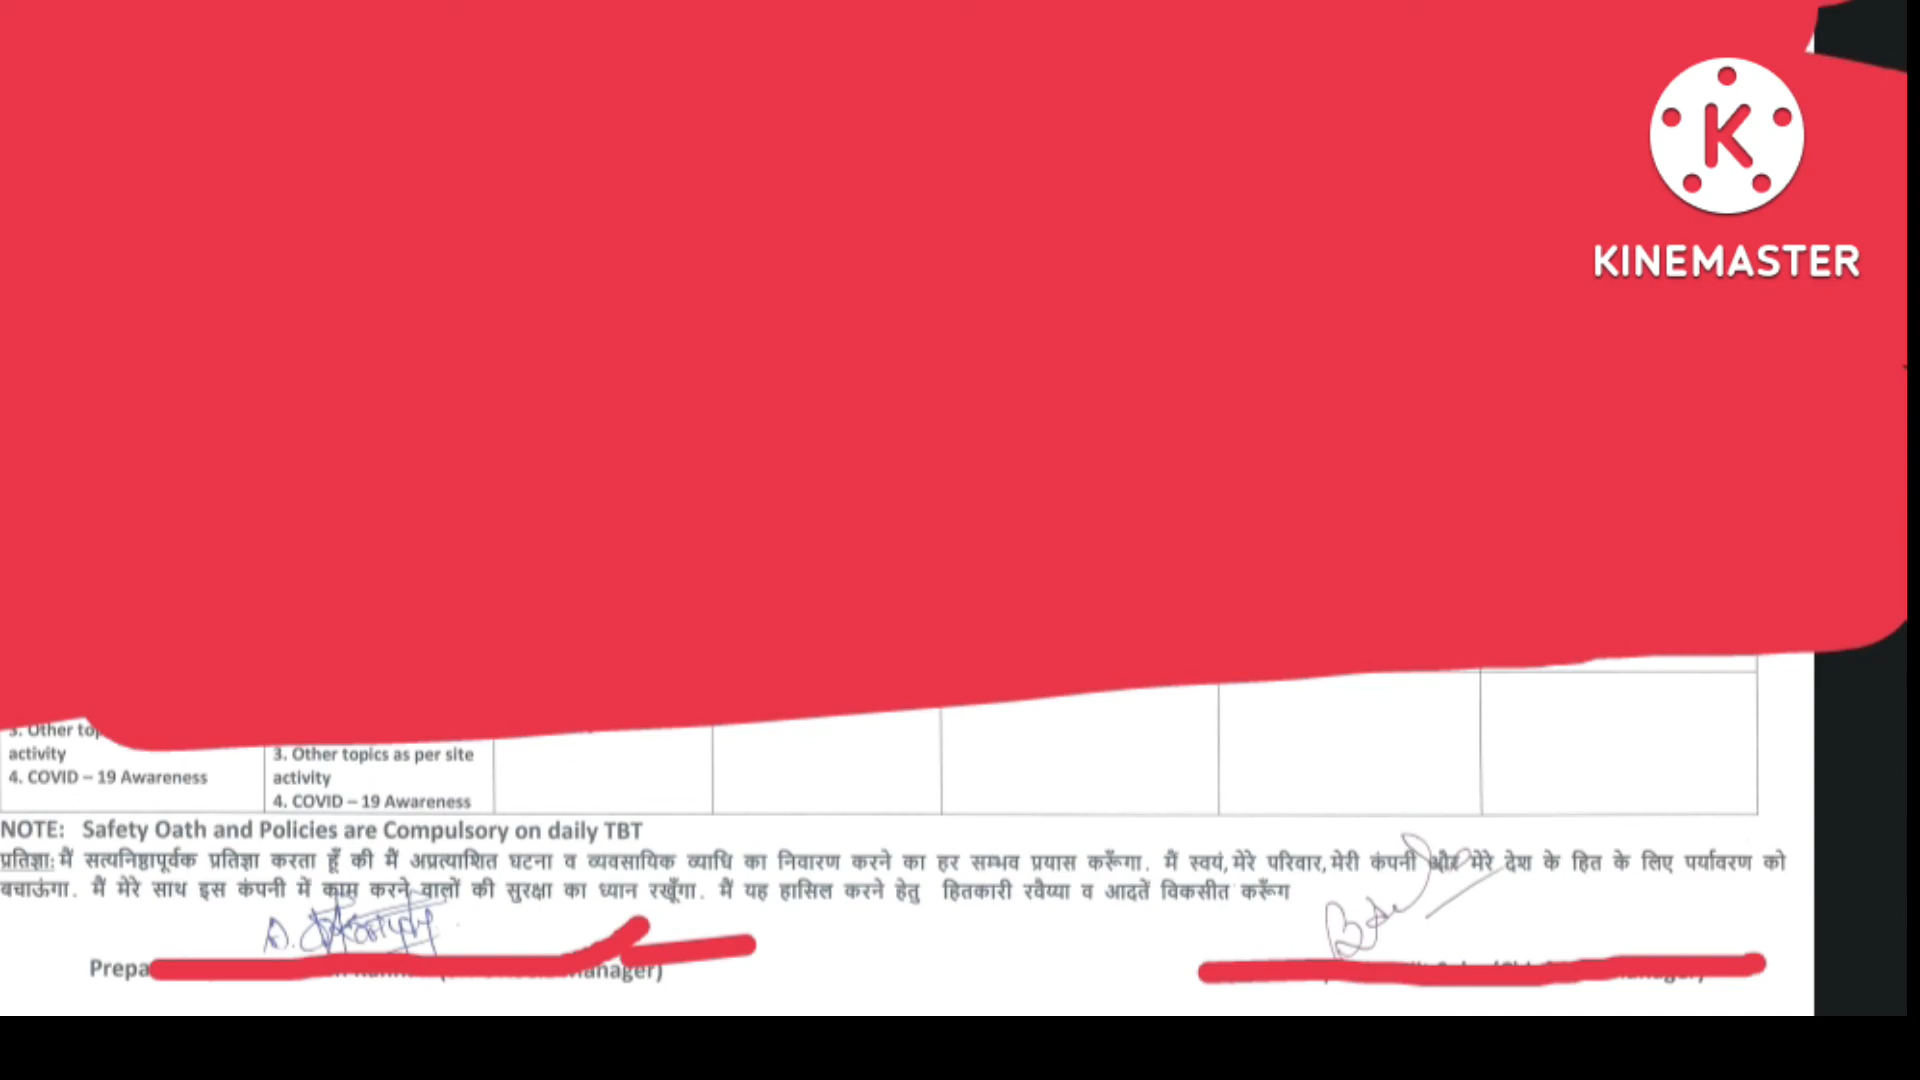 KINEMASTER
3. Other
activity
4. COVID – 19 Awareness
3. Other topics as per site
activity
4. COVID – 19 Awareness
NOTE: Safety Oath and Policies are Compulsory on daily TBT
प्रतिज्ञा: मैं सत्यनिष्ठापूर्वक प्रतिज्ञा करता हूँ की मैं अप्रत्याशित घटना व व्यवसायिक व्याधि का निवारण करने का हर सम्भव प्रयास करूँगा. मैं स्वयं, मेरे परिवार, मेरी कंपनी और मेरे देश के हित के लिए पर्यावरण को
बचाऊंगा. मैं मेरे साथ इस कंपनी में काम करने वालों की सुरक्षा का ध्यान रखूँगा. मैं यह हासिल करने हेतु हितकारी रवैय्या व आदतें विकसीत करूँग